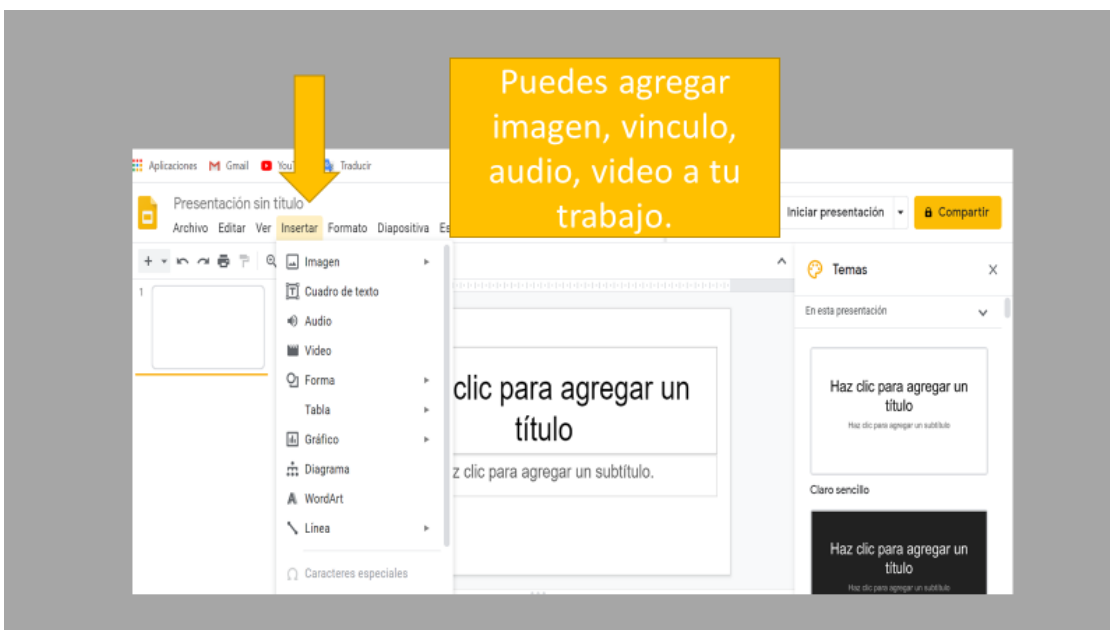 Puedes agregar
imagen, vinculo,
audio, video a tu
trabajo.
Aplicaciones Gmail Traducir
Presentación sin título
Archivo Editar Ver Insertar Formato Diapositiva
Iniciar presentación Compartir
Imagen
Cuadro de texto
Audio
Video
Forma
Tabla
Gráfico
Diagrama
WordArt
Línea
Caracteres especiales
1
clic para agregar un
título
clic para agregar un subtítulo.
Temas X
En esta presentación
Haz clic para agregar un
título
Haz clic para agregar un subtítulo
Claro sencillo
Haz clic para agregar un
título
Haz clic para agregar un subtítulo